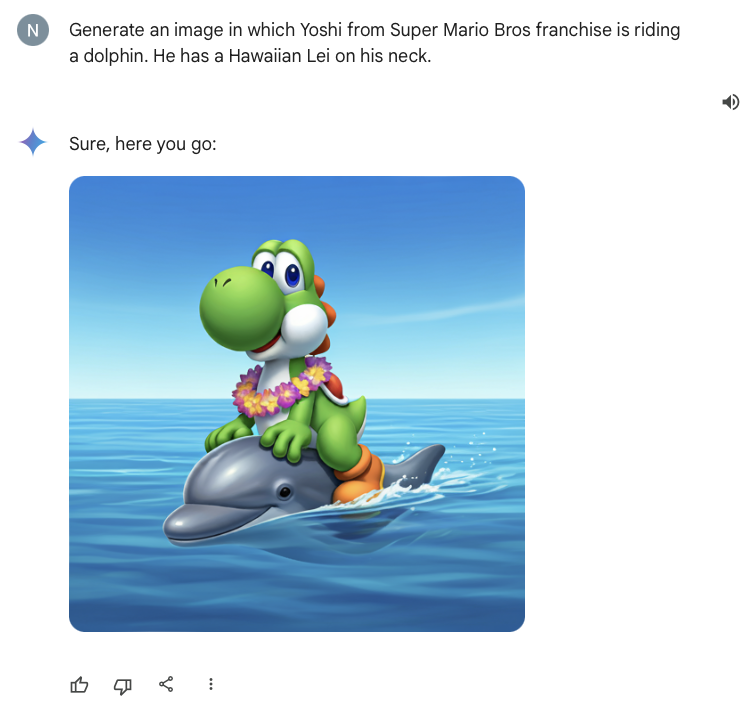 N
Generate an image in which Yoshi from Super Mario Bros franchise is riding
a dolphin. He has a Hawaiian Lei on his neck.
Sure, here you go: